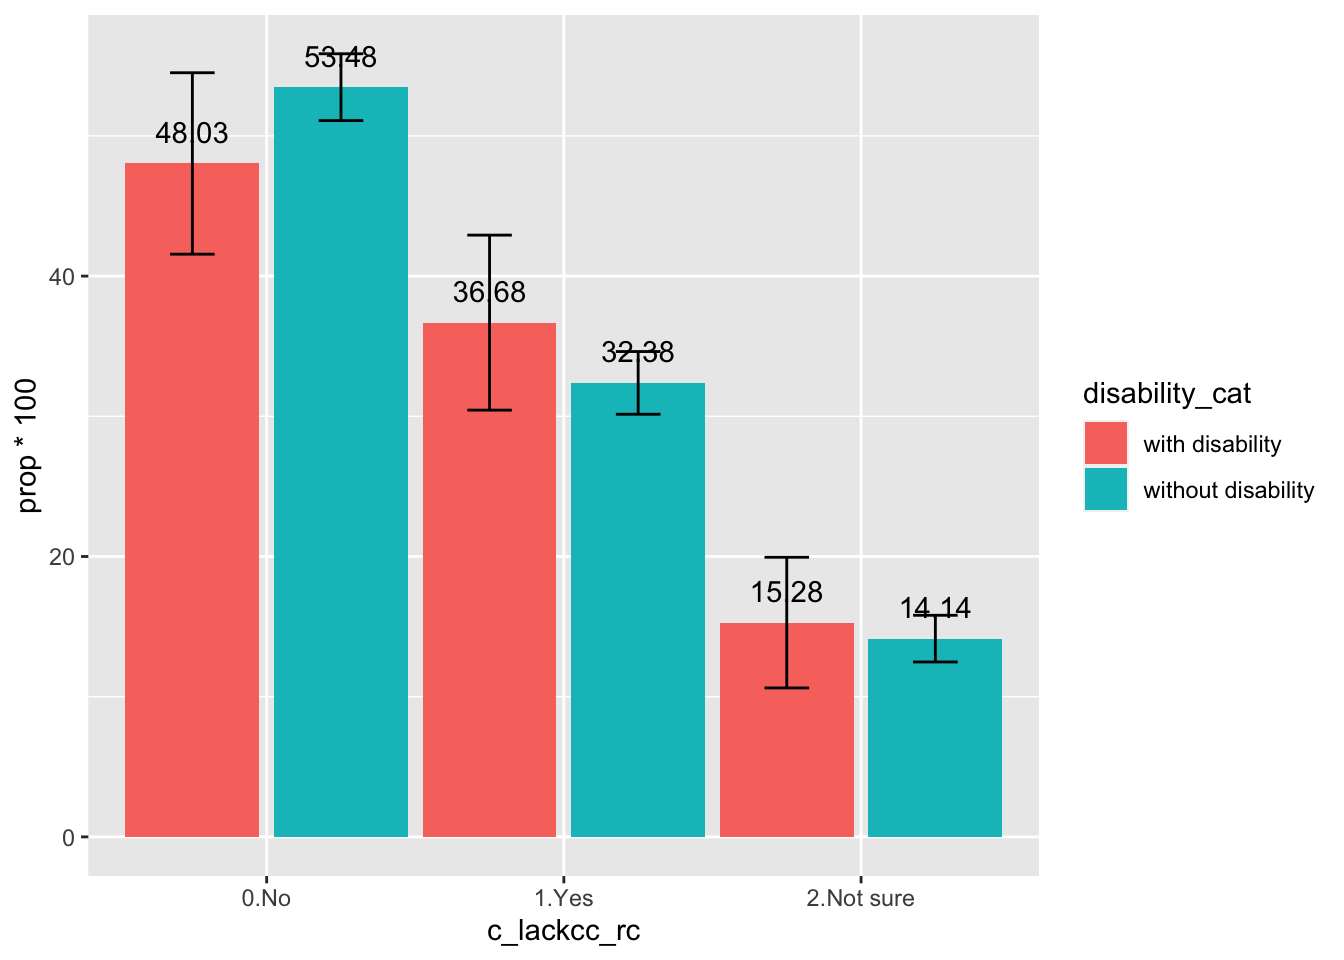 53.48
48.03
36.68
32.38
15.28
14.14
40
20
0
prop * 100
0.No
1.Yes
2.Not sure
c_lackcc_rc
disability_cat
with disability
without disability